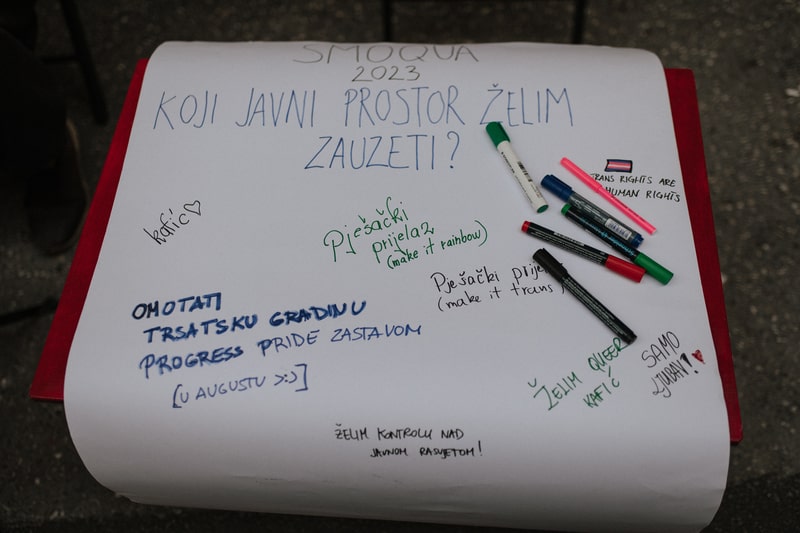 SMOQUA
2023
KOJI JAVNI PROSTOR ŽELIM
ZAUZETI?
TRANS RIGHTS ARE
HUMAN RIGHTS
kafić ♡
Pješački
prijelaz
(make it rainbow)
Pješački prije
(make it trans)
OMOTATI
TRSATSKU GRADINU
PROGRESS PRIDE ZASTAVOM
[U AUGUSTU >:)]
ŽELIM QUEER
KAFIĆ
SAMO
LJUBAV! ♥
ŽELIM KONTROLU NAD
JAVNOM RASVJETOM!